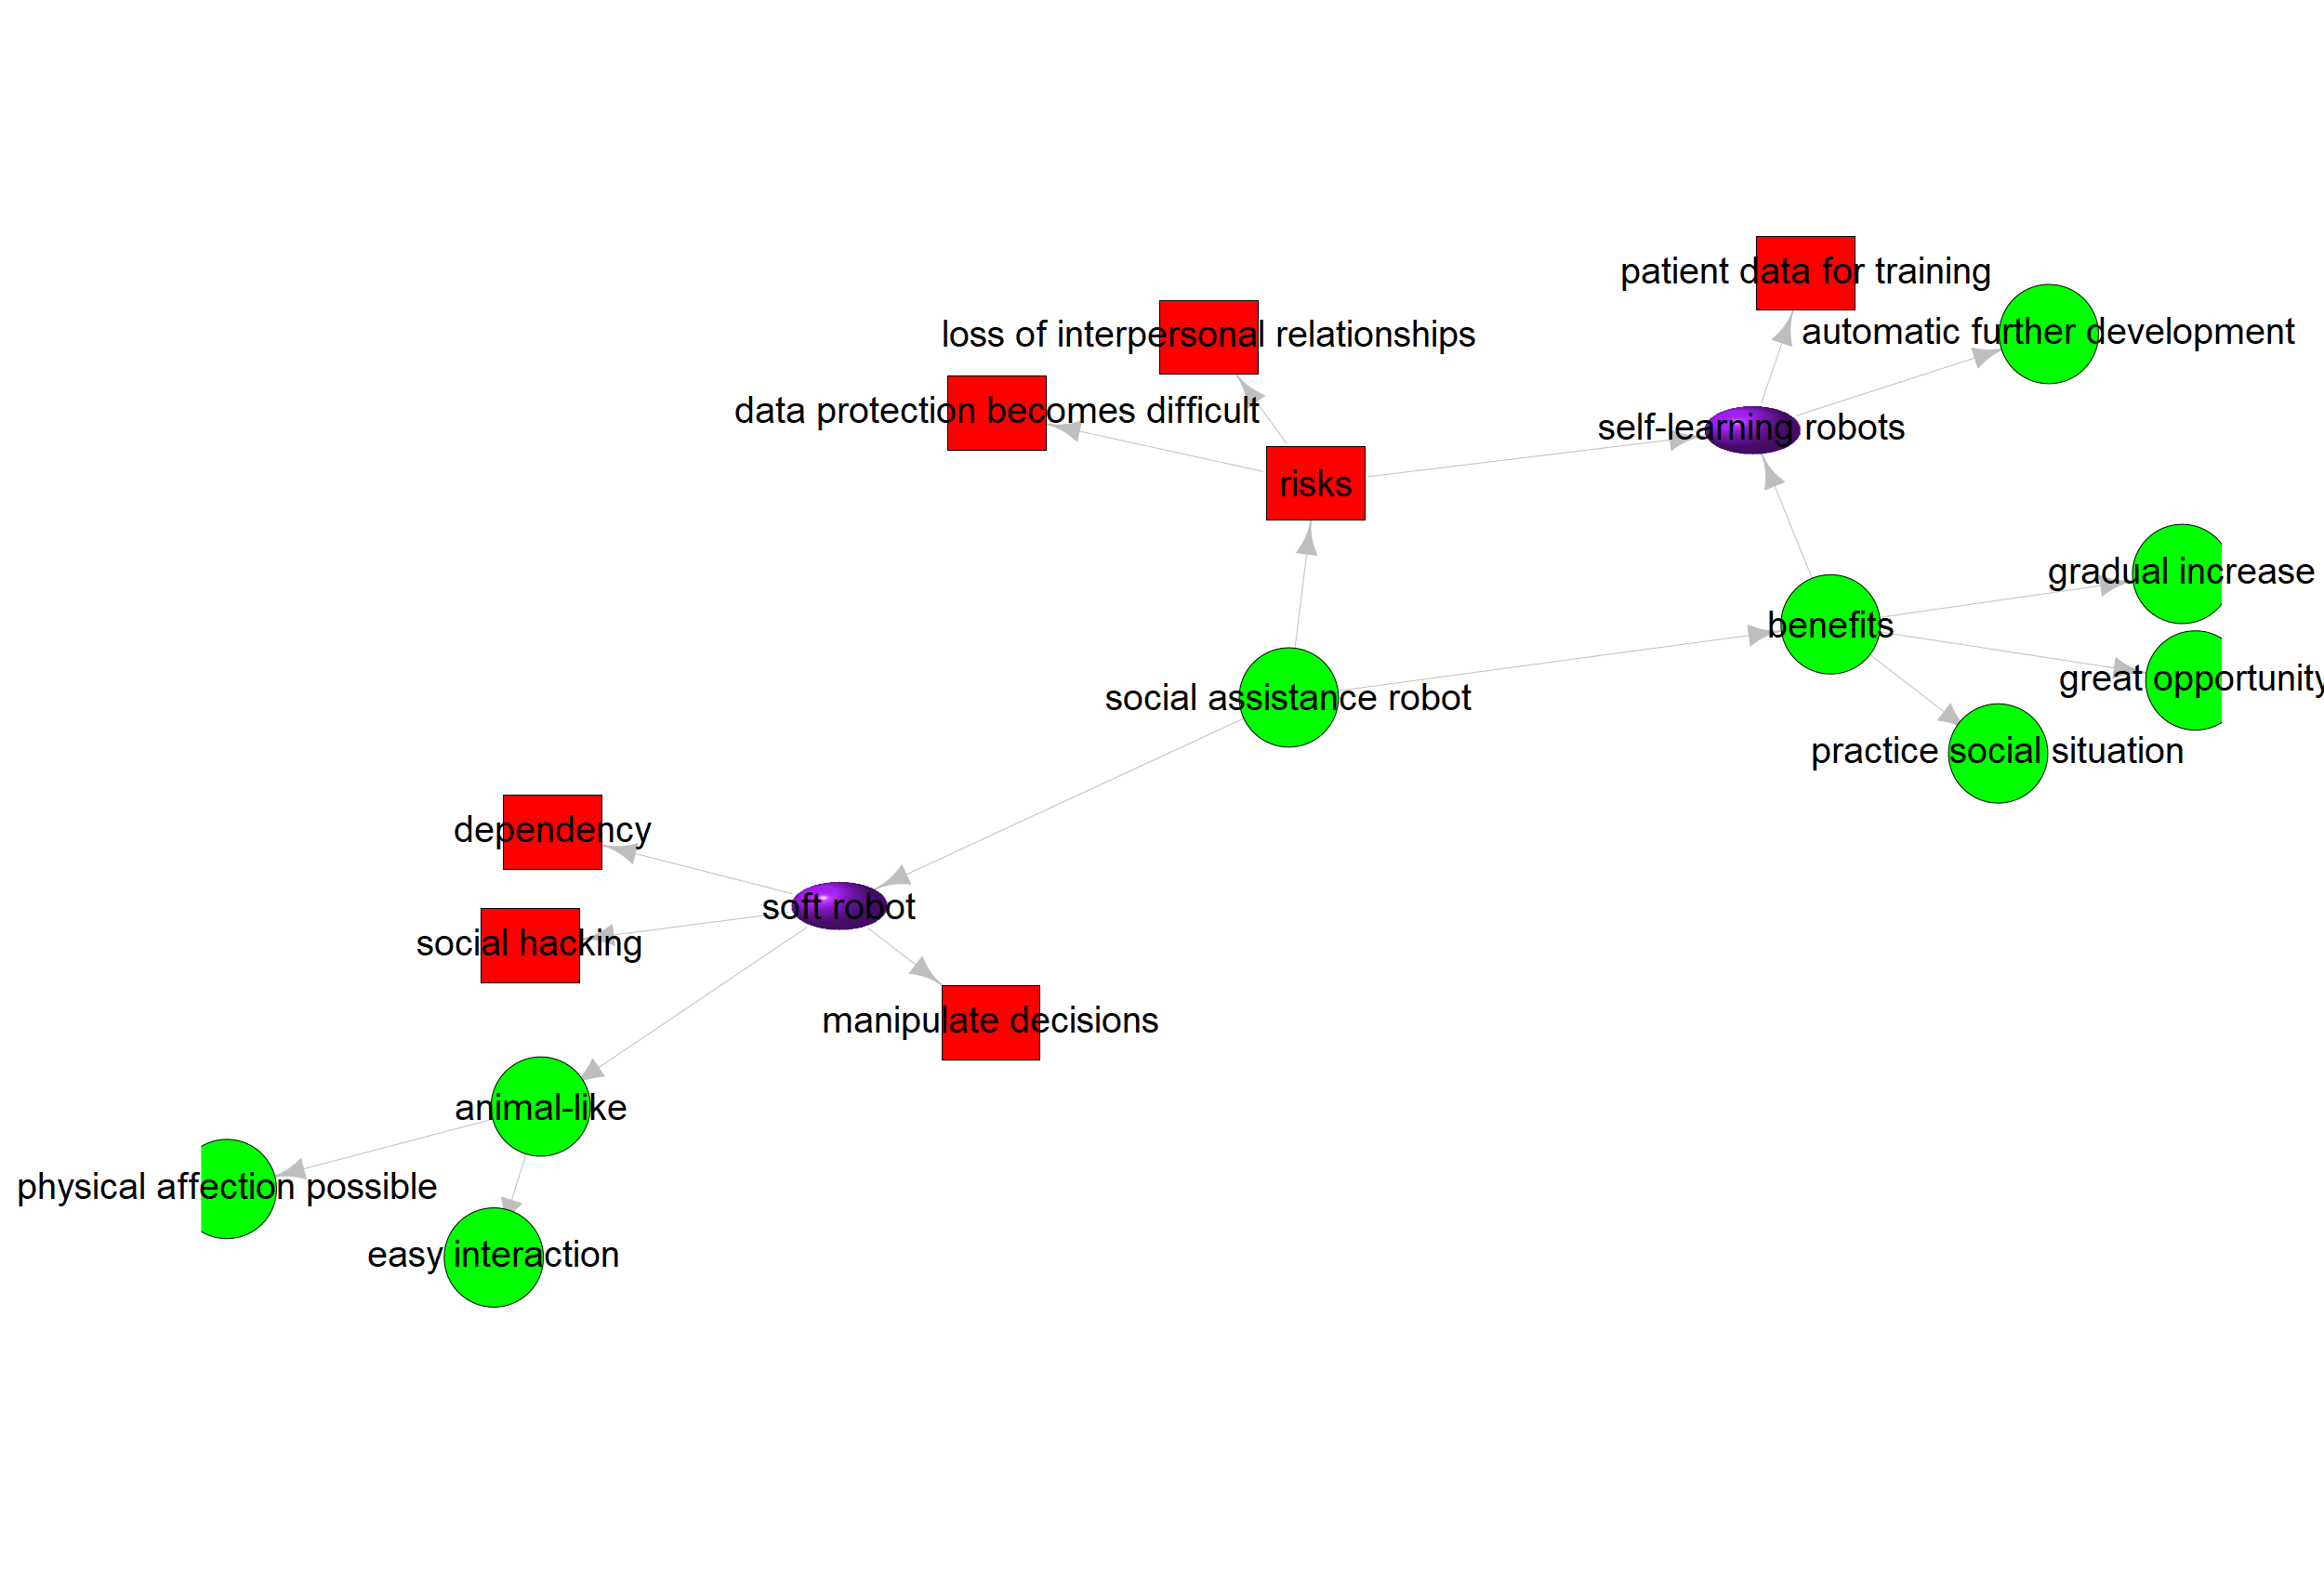 patient data for training
automatic further development
loss of interpersonal relationships
data protection becomes difficult
self-learning robots
risks
gradual increase
benefits
great opportunity
social assistance robot
practice social situation
dependency
soft robot
social hacking
manipulate decisions
animal-like
physical affection possible
easy interaction